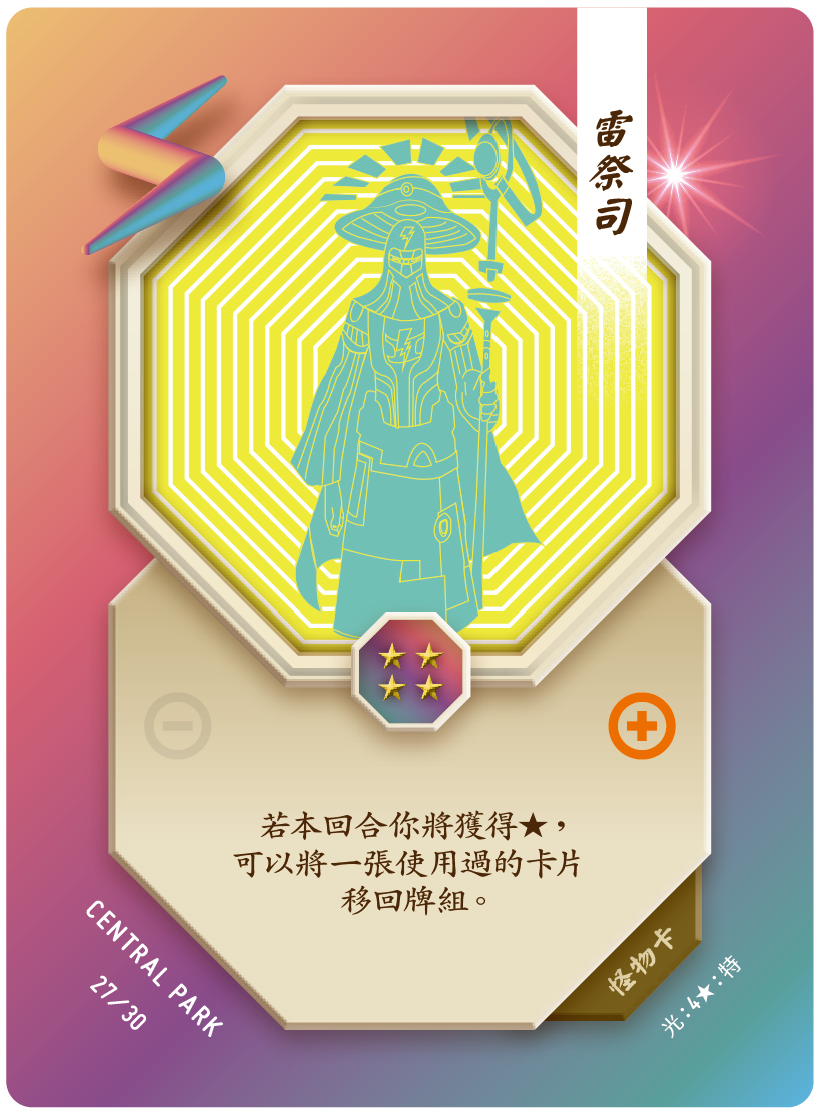 雷祭司
若本回合你將獲得★，
可以將一張使用過的卡片
移回牌組。
怪物卡
CENTRAL PARK
27/30
光:4★:特